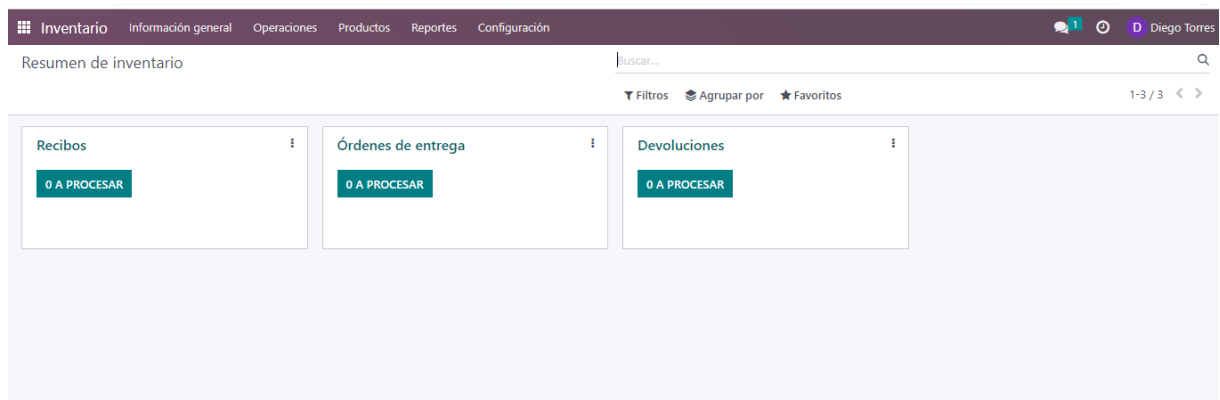 Inventario Información general Operaciones Productos Reportes Configuración 1 D Diego Torres
Resumen de inventario Buscar...
Filtros Agrupar por Favoritos 1-3 / 3
Recibos Órdenes de entrega Devoluciones
0 A PROCESAR 0 A PROCESAR 0 A PROCESAR